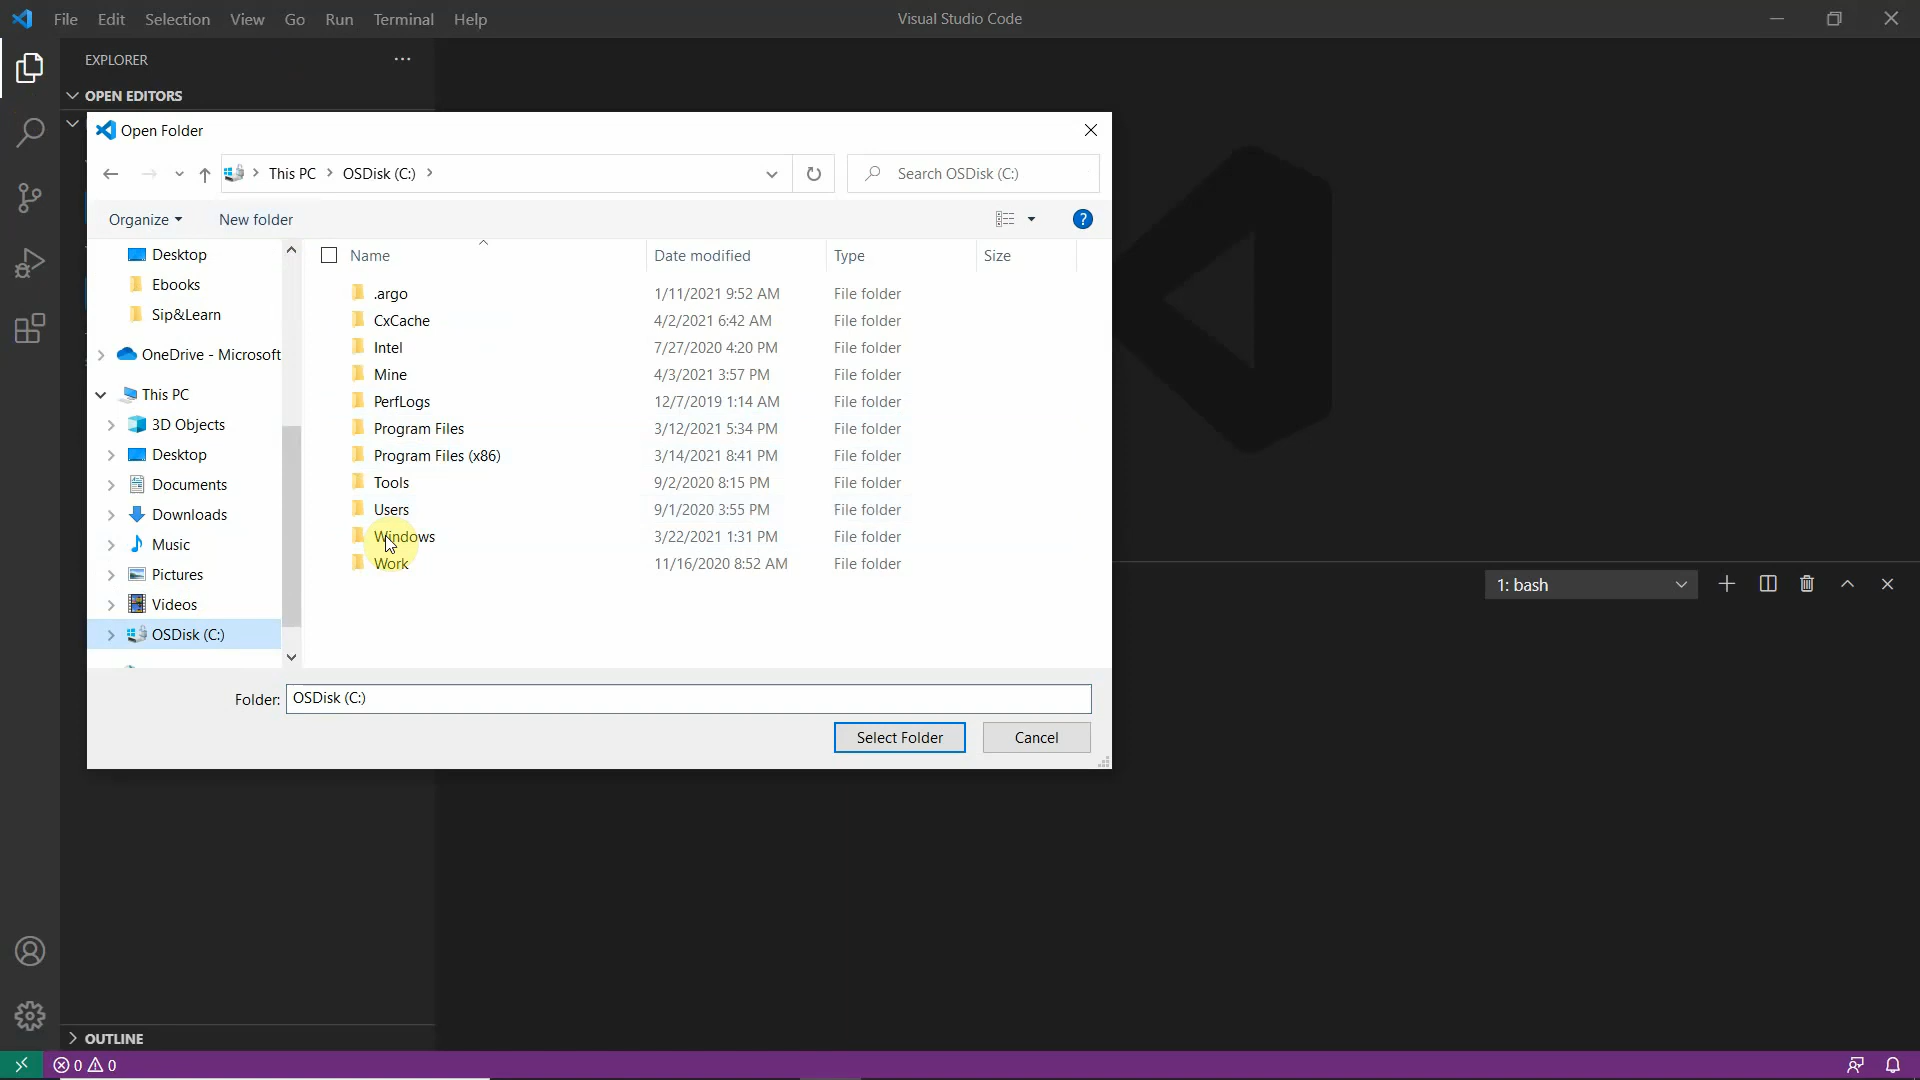 File Edit Selection View Go Run Terminal Help
Visual Studio Code
EXPLORER
OPEN EDITORS
Open Folder
This PC OSDisk (C:)
Search OSDisk (C:)
Organize New folder
?
Desktop
Ebooks
Sip&Learn
OneDrive - Microsoft
This PC
3D Objects
Desktop
Documents
Downloads
Music
Pictures
Videos
OSDisk (C:)
Name Date modified Type Size
.argo 1/11/2021 9:52 AM File folder
CxCache 4/2/2021 6:42 AM File folder
Intel 7/27/2020 4:20 PM File folder
Mine 4/3/2021 3:57 PM File folder
PerfLogs 12/7/2019 1:14 AM File folder
Program Files 3/12/2021 5:34 PM File folder
Program Files (x86) 3/14/2021 8:41 PM File folder
Tools 9/2/2020 8:15 PM File folder
Users 9/1/2020 3:55 PM File folder
Windows 3/22/2021 1:31 PM File folder
Work 11/16/2020 8:52 AM File folder
Folder: OSDisk (C:)
Select Folder Cancel
1: bash
OUTLINE
0 0